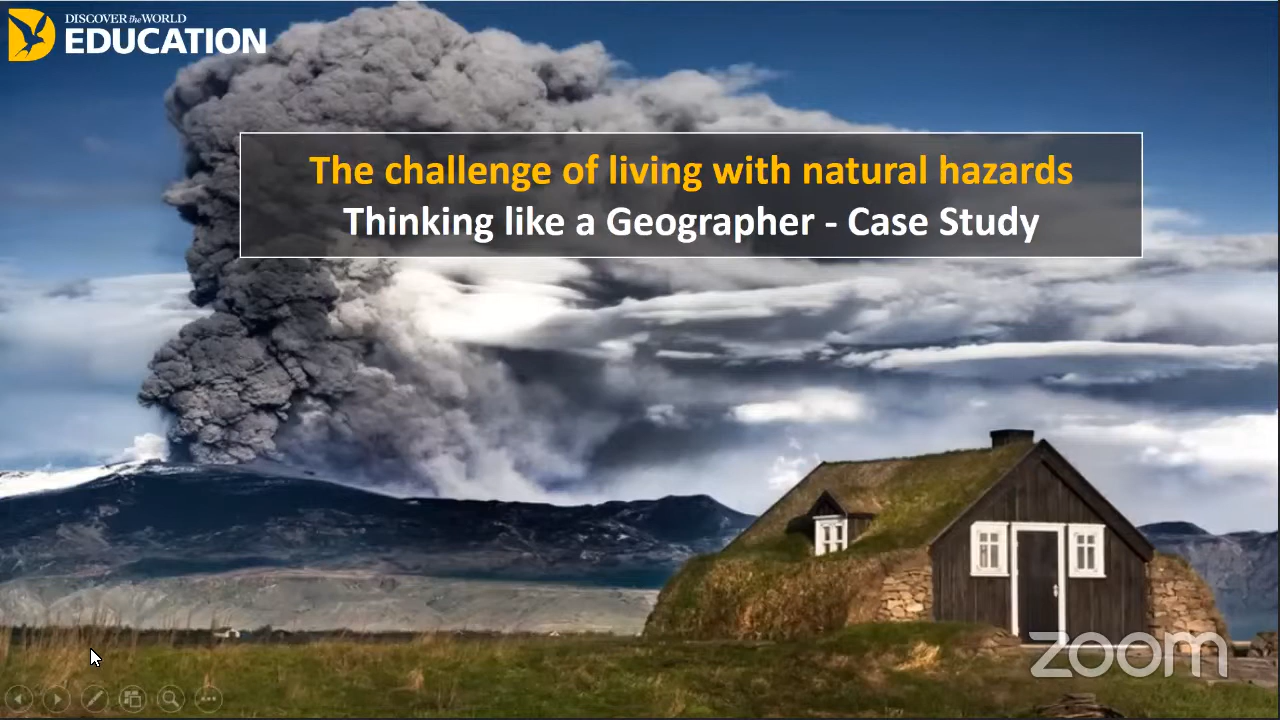 DISCOVER the WORLD
EDUCATION
The challenge of living with natural hazards
Thinking like a Geographer - Case Study
zoom